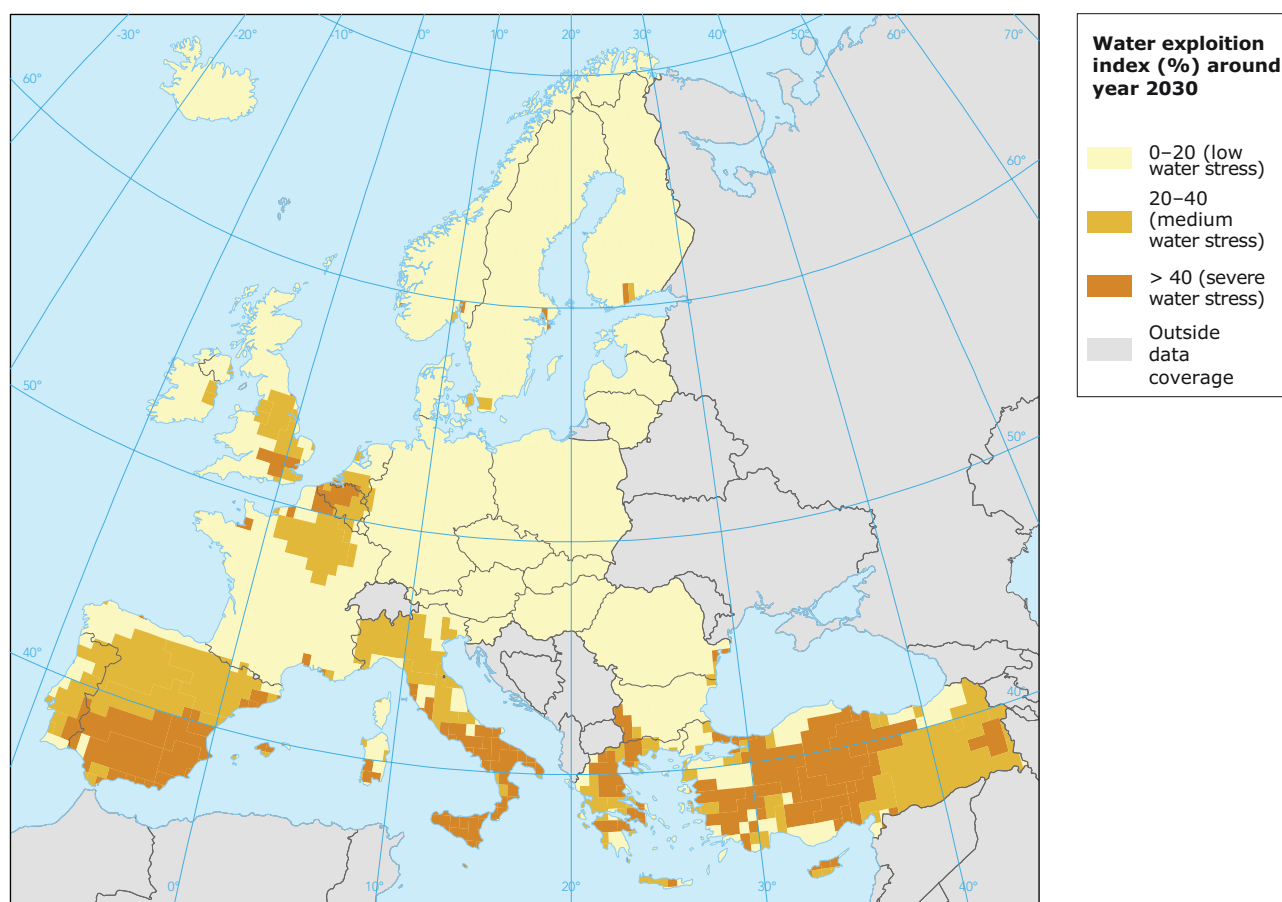 -30° -20° -10° 0° 10° 20° 30° 40° 50° 60° 70°
60°
60°
50°
50°
40°
40°
0° 10° 20° 30° 40°
Water exploition
index (%) around
year 2030
0–20 (low
water stress)
20–40
(medium
water stress)
> 40 (severe
water stress)
Outside
data
coverage